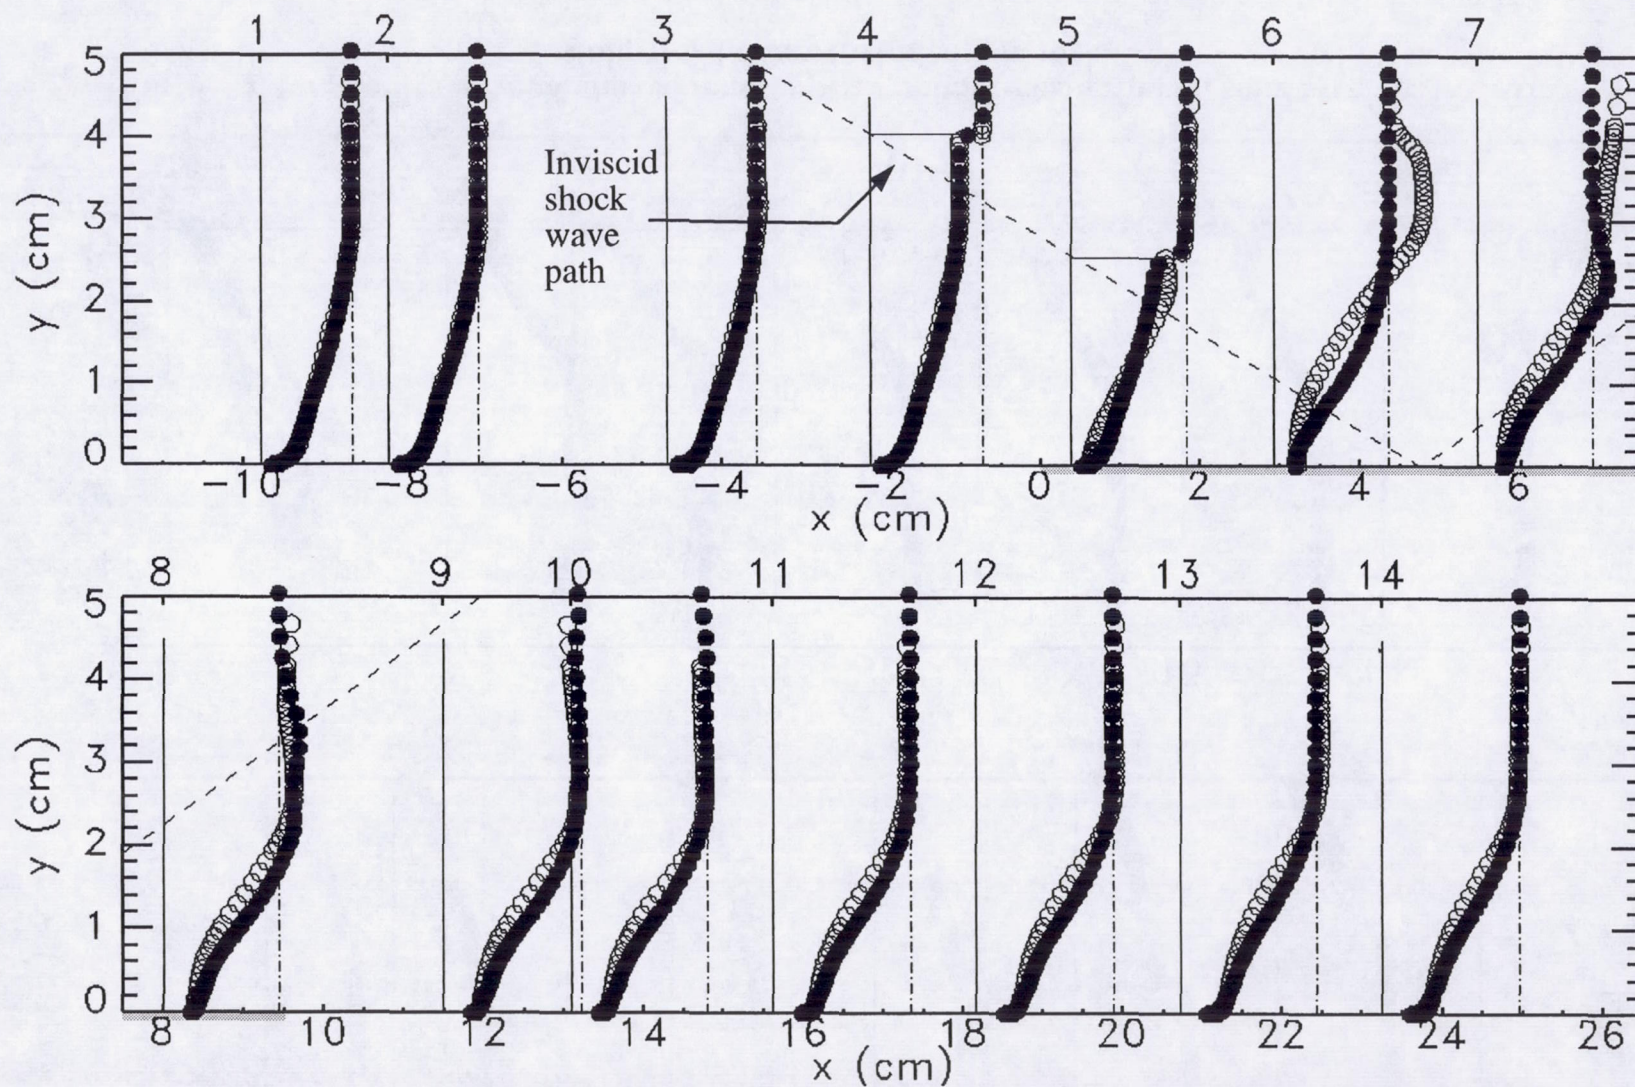 1 2 3 4 5 6 7
5
4
3
2
1
0
y (cm)
Inviscid
shock
wave
path
−10 −8 −6 −4 −2 0 2 4 6
x (cm)
8 9 10 11 12 13 14
5
4
3
2
1
0
y (cm)
8 10 12 14 16 18 20 22 24 26
x (cm)